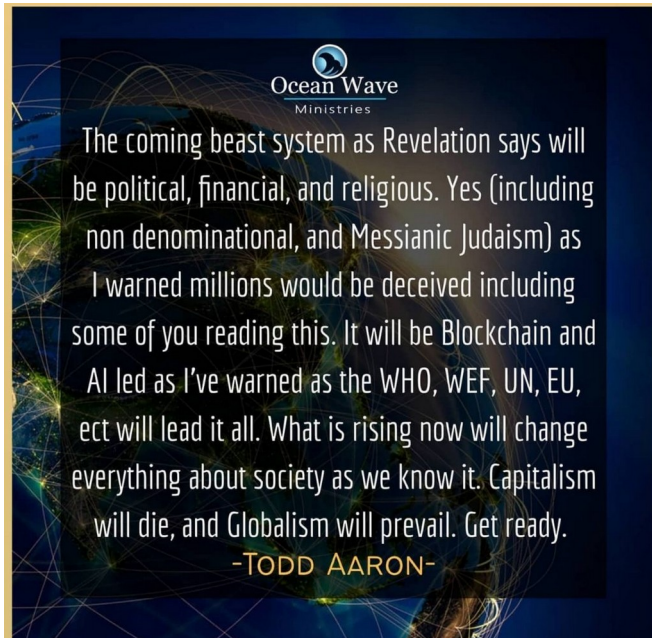 Ocean Wave
Ministries
The coming beast system as Revelation says will
be political, financial, and religious. Yes (including
non denominational, and Messianic Judaism) as
I warned millions would be deceived including
some of you reading this. It will be Blockchain and
AI led as I've warned as the WHO, WEF, UN, EU,
ect will lead it all. What is rising now will change
everything about society as we know it. Capitalism
will die, and Globalism will prevail. Get ready.
-Todd Aaron-